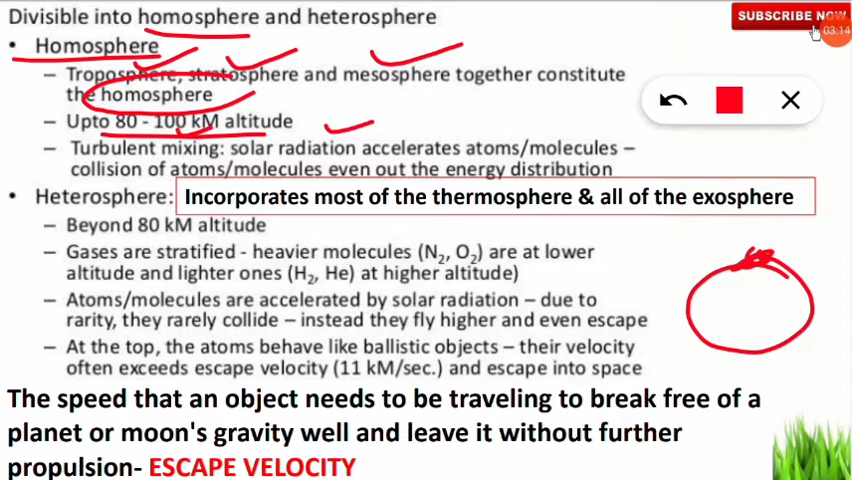 Divisible into homosphere and heterosphere
SUBSCRIBE NOW
03:14
• Homosphere
– Troposphere, stratosphere and mesosphere together constitute
the homosphere
– Upto 80 - 100 kM altitude
– Turbulent mixing: solar radiation accelerates atoms/molecules –
collision of atoms/molecules even out the energy distribution
• Heterosphere: Incorporates most of the thermosphere & all of the exosphere
– Beyond 80 kM altitude
– Gases are stratified - heavier molecules (N₂, O₂) are at lower
altitude and lighter ones (H₂, He) at higher altitude)
– Atoms/molecules are accelerated by solar radiation – due to
rarity, they rarely collide – instead they fly higher and even escape
– At the top, the atoms behave like ballistic objects – their velocity
often exceeds escape velocity (11 kM/sec.) and escape into space
The speed that an object needs to be traveling to break free of a
planet or moon's gravity well and leave it without further
propulsion- ESCAPE VELOCITY